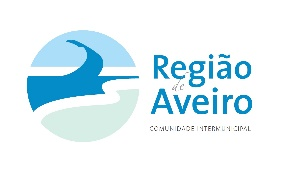 Região
de
Aveiro
COMUNIDADE INTERMUNICIPAL